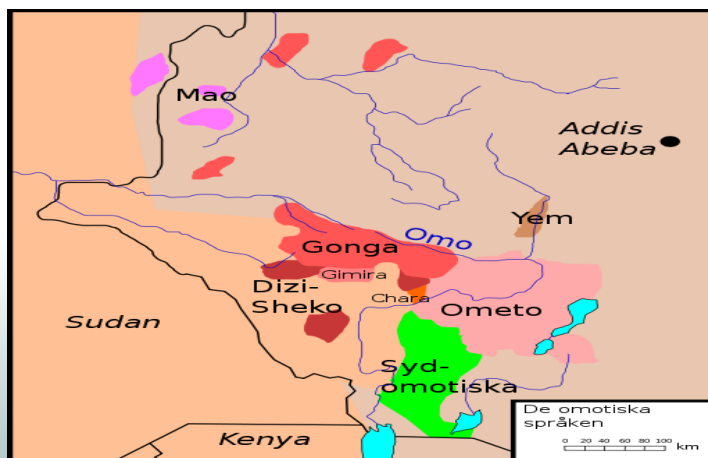 Mao
Addis
Abeba
Yem
Omo
Gonga
Gimira
Dizi-
Sheko
Chara
Ometo
Sudan
Syd-
omotiska
Kenya
De omotiska
språken
0 20 40 60 80 100 km